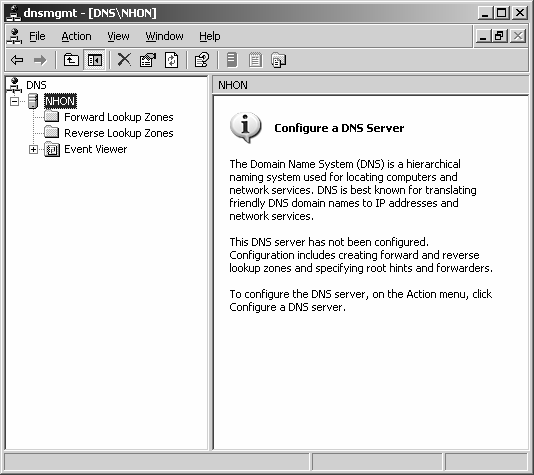 dnsmgmt - [DNS\NHON]
File Action View Window Help
DNS
NHON
Forward Lookup Zones
Reverse Lookup Zones
Event Viewer
NHON
Configure a DNS Server
The Domain Name System (DNS) is a hierarchical
naming system used for locating computers and
network services. DNS is best known for translating
friendly DNS domain names to IP addresses and
network services.
This DNS server has not been configured.
Configuration includes creating forward and reverse
lookup zones and specifying root hints and forwarders.
To configure the DNS server, on the Action menu, click
Configure a DNS server.